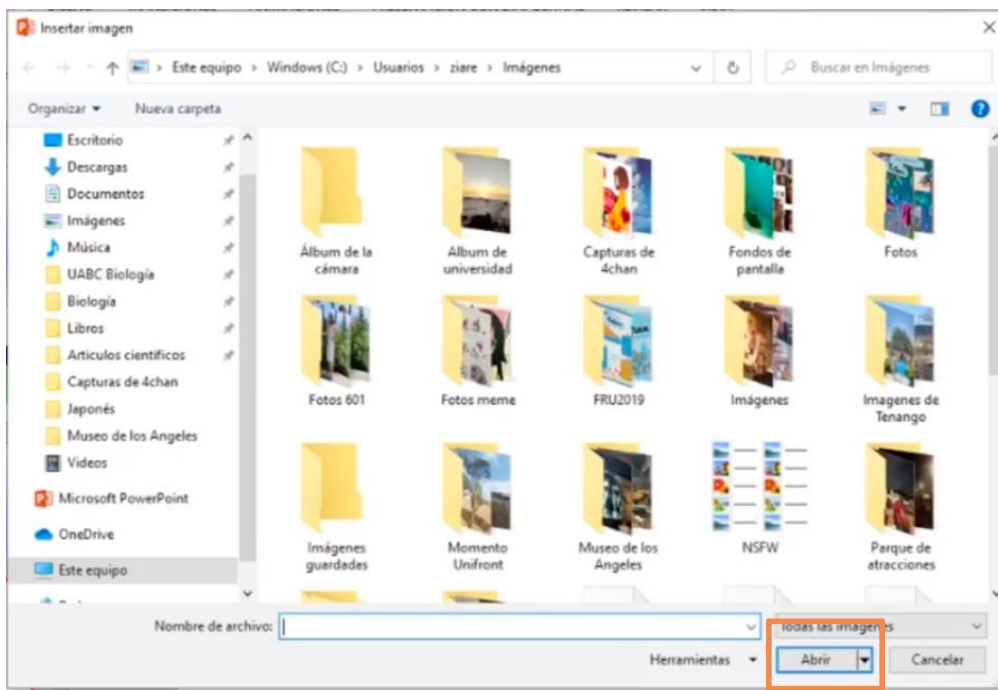 Insertar imagen
Este equipo > Windows (C:) > Usuarios > ziare > Imágenes
Buscar en Imágenes
Organizar
Nueva carpeta
Escritorio
Descargas
Documentos
Imágenes
Música
UABC Biología
Biología
Libros
Articulos científicos
Capturas de 4chan
Japonés
Museo de los Angeles
Videos
Microsoft PowerPoint
OneDrive
Este equipo
Álbum de la
cámara
Album de
universidad
Capturas de
4chan
Fondos de
pantalla
Fotos
Fotos 601
Fotos meme
FRU2019
Imágenes
Imagenes de
Tenango
Imágenes
guardadas
Momento
Unifront
Museo de los
Angeles
NSFW
Parque de
atracciones
Nombre de archivo:
Todas las imágenes
Herramientas
Abrir
Cancelar